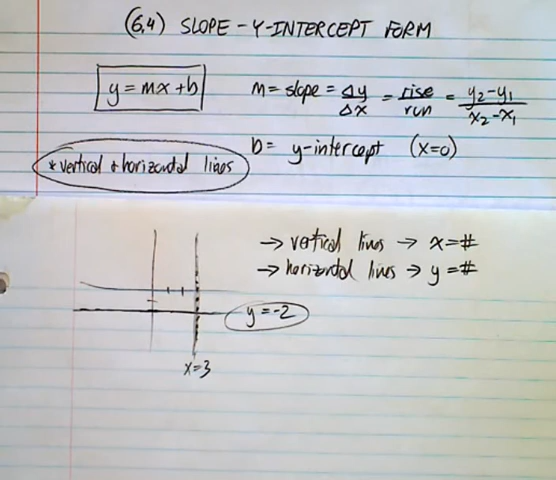 (6.4) SLOPE-Y-INTERCEPT FORM
y = mx + b
m = slope = Δy/Δx = rise/run = y₂-y₁/x₂-x₁
b = y-intercept (x=0)
* vertical + horizontal lines
→ vertical lines → x=#
→ horizontal lines → y=#
y=-2
x=3